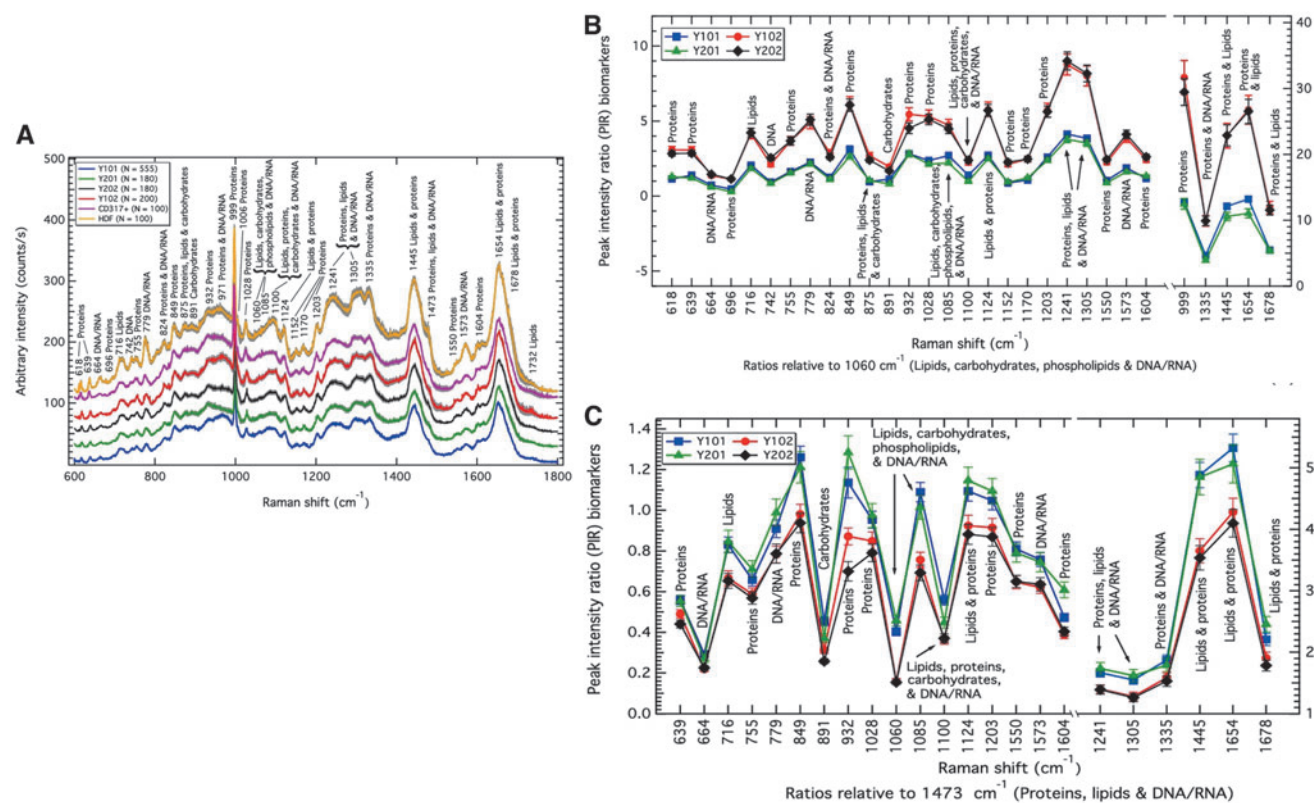 A
Arbitrary intensity (counts/s)
500
400
300
200
100
Y101 (N = 555)
Y201 (N = 180)
Y202 (N = 180)
Y102 (N = 200)
CD317+ (N = 100)
HDF (N = 100)
618 Proteins
639
664 DNA/RNA
696 Proteins
716 Lipids
742 DNA
755 Proteins
779 DNA/RNA
824 Proteins & DNA/RNA
849 Proteins
875 Proteins, lipids & carbohydrates
891 Carbohydrates
932 Proteins
971 Proteins & DNA/RNA
999 Proteins
1006 Proteins
1028 Proteins
1060
1085
Lipids, carbohydrates,
phospholipids & DNA/RNA
1100
Lipids, proteins,
carbohydrates & DNA/RNA
1124 Lipids & proteins
1152
1170
1203
Proteins
1241
1305
Proteins, lipids
& DNA/RNA
1335 Proteins & DNA/RNA
1445 Lipids & proteins
1473 Proteins, lipids & DNA/RNA
1550 Proteins
1573 DNA/RNA
1604 Proteins
1654 Lipids & proteins
1678 Lipids & proteins
1732 Lipids
600 800 1000 1200 1400 1600 1800
Raman shift (cm-1)
B
Peak intensity ratio (PIR) biomarkers
10
5
0
-5
Y101 Y102
Y201 Y202
Proteins
Proteins
DNA/RNA
Proteins
Lipids
DNA
Proteins
DNA/RNA
Proteins
& DNA/RNA
Proteins
Proteins, lipids
& carbohydrates
Carbohydrates
Proteins
Proteins
Lipids, carbohydrates
Lipids, carbohydrates,
phospholipids,
& DNA/RNA
Lipids, proteins,
carbohydrates,
& DNA/RNA
Lipids & proteins
Proteins
Proteins
Proteins
Proteins, lipids
& DNA/RNA
Proteins
DNA/RNA
Proteins
Proteins
Proteins & DNA/RNA
Proteins & Lipids
Proteins
& lipids
Proteins & Lipids
40
30
20
10
0
618 639 664 696 716 742 755 779 824 849 875 891 932 1028 1085 1100 1124 1152 1170 1203 1241 1305 1550 1573 1604 999 1335 1445 1654 1678
Raman shift (cm-1)
Ratios relative to 1060 cm-1 (Lipids, carbohydrates, phospholipids & DNA/RNA)
C
Peak intensity ratio (PIR) biomarkers
1.4
1.2
1.0
0.8
0.6
0.4
0.2
0.0
Y101 Y102
Y201 Y202
Proteins
DNA/RNA
Lipids
Proteins
DNA/RNA
Proteins
Carbohydrates
Proteins
Proteins
Lipids, carbohydrates,
phospholipids,
& DNA/RNA
Lipids, proteins,
carbohydrates,
& DNA/RNA
Lipids & proteins
Proteins
Proteins
DNA/RNA
Proteins
Proteins, lipids
& DNA/RNA
Proteins & DNA/RNA
Lipids & proteins
Lipids & proteins
Lipids & proteins
5
4
3
2
1
639 664 716 755 779 849 891 932 1028 1060 1085 1100 1124 1203 1550 1573 1604 1241 1305 1335 1445 1654 1678
Raman shift (cm-1)
Ratios relative to 1473 cm-1 (Proteins, lipids & DNA/RNA)